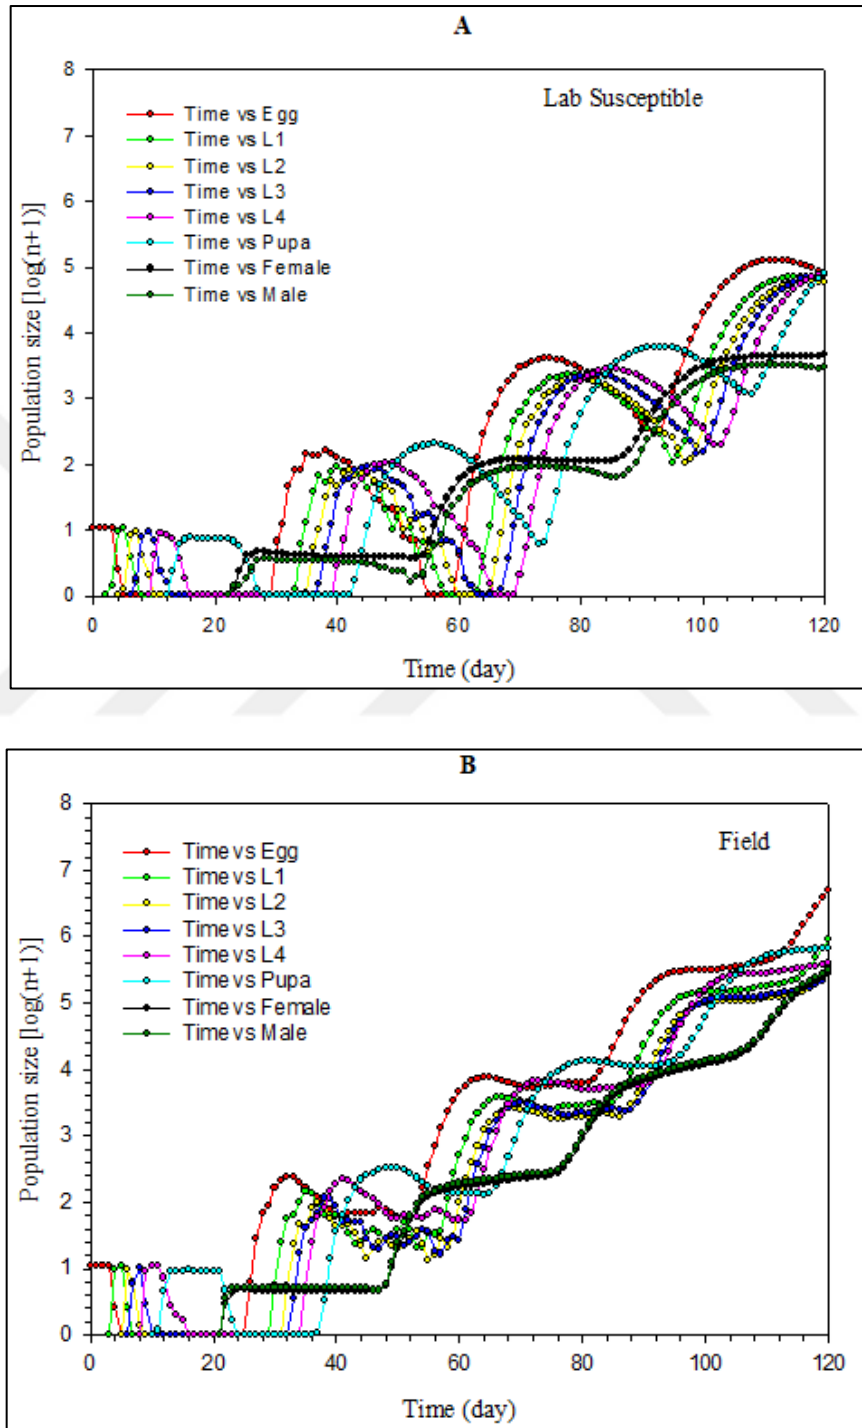 A
Lab Susceptible
Time vs Egg
Time vs L1
Time vs L2
Time vs L3
Time vs L4
Time vs Pupa
Time vs Female
Time vs Male
Population size [log(n+1)]
8
7
6
5
4
3
2
1
0
0 20 40 60 80 100 120
Time (day)
B
Field
Time vs Egg
Time vs L1
Time vs L2
Time vs L3
Time vs L4
Time vs Pupa
Time vs Female
Time vs Male
Population size [log(n+1)]
8
7
6
5
4
3
2
1
0
0 20 40 60 80 100 120
Time (day)